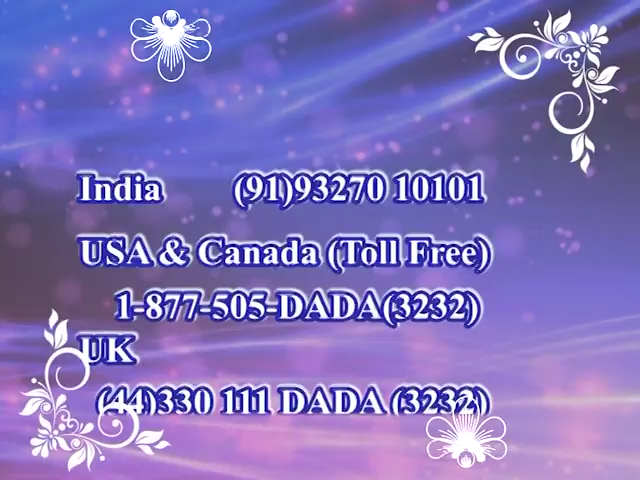 India (91)93270 10101
USA & Canada (Toll Free)
1-877-505-DADA(3232)
UK
(44)330 111 DADA (3232)